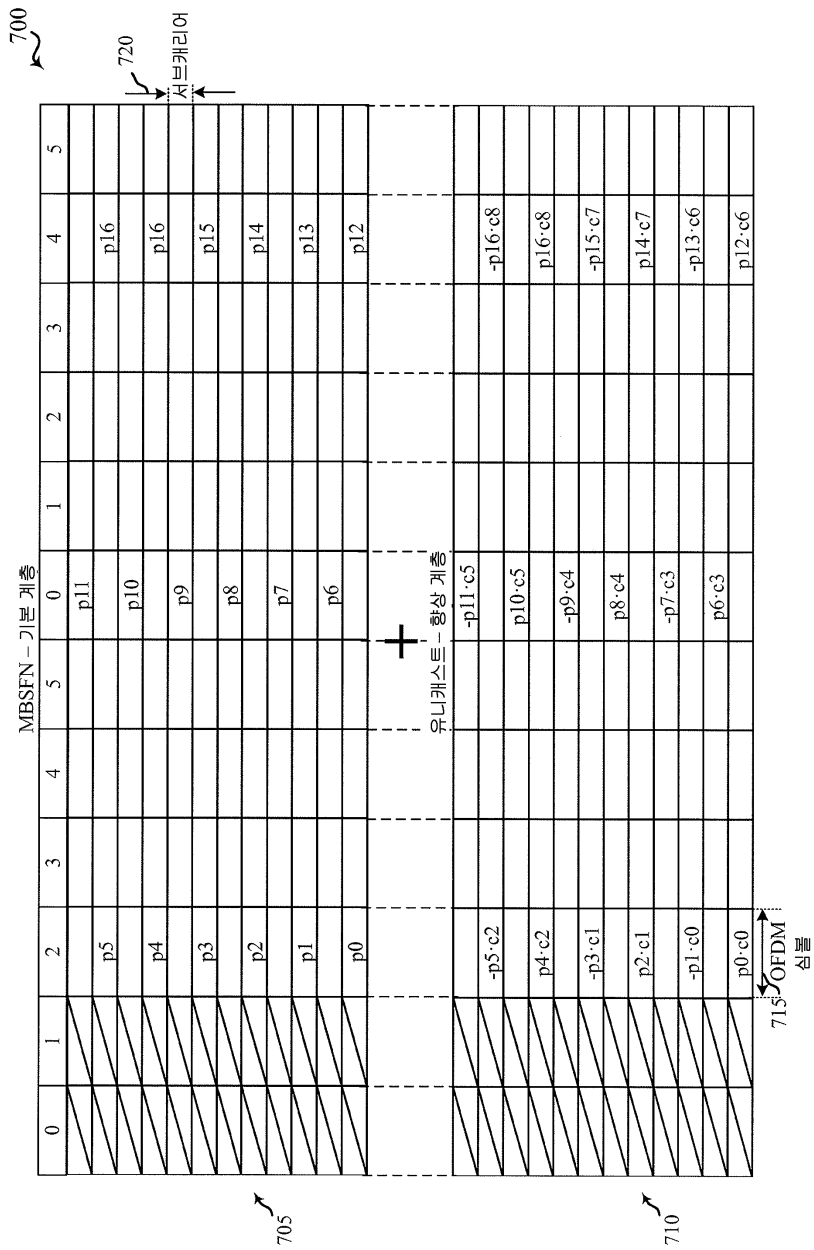 700
MBSFN – 기본 계층
0 1 2 3 4 5 0 1 2 3 4 5
p11
p5 p16
p10
720
p4 p16
p9
서브캐리어
p3 p15
p8
p2 p14
p7
p1 p13
p6
p0 p12
705
+
유니캐스트 – 향상 계층
-p11·c5
-p5·c2 -p16·c8
p10·c5
p4·c2 p16·c8
-p9·c4
-p3·c1 -p15·c7
p8·c4
p2·c1 p14·c7
-p7·c3
-p1·c0 -p13·c6
p6·c3
p0·c0 p12·c6
710
715
OFDM
심볼